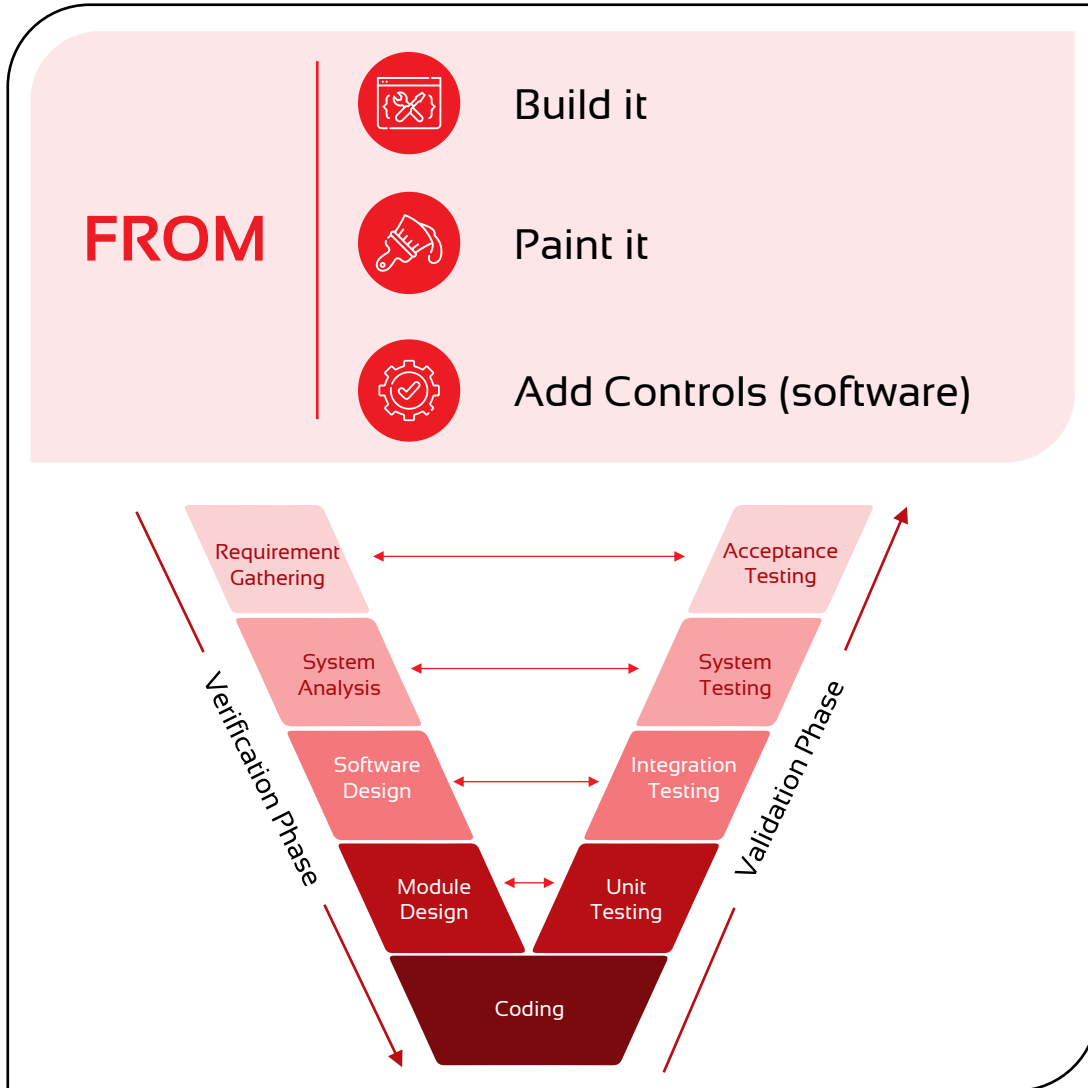 FROM
Build it
Paint it
Add Controls (software)
Requirement
Gathering
Acceptance
Testing
System
Analysis
System
Testing
Software
Design
Integration
Testing
Module
Design
Unit
Testing
Coding
Verification Phase
Validation Phase